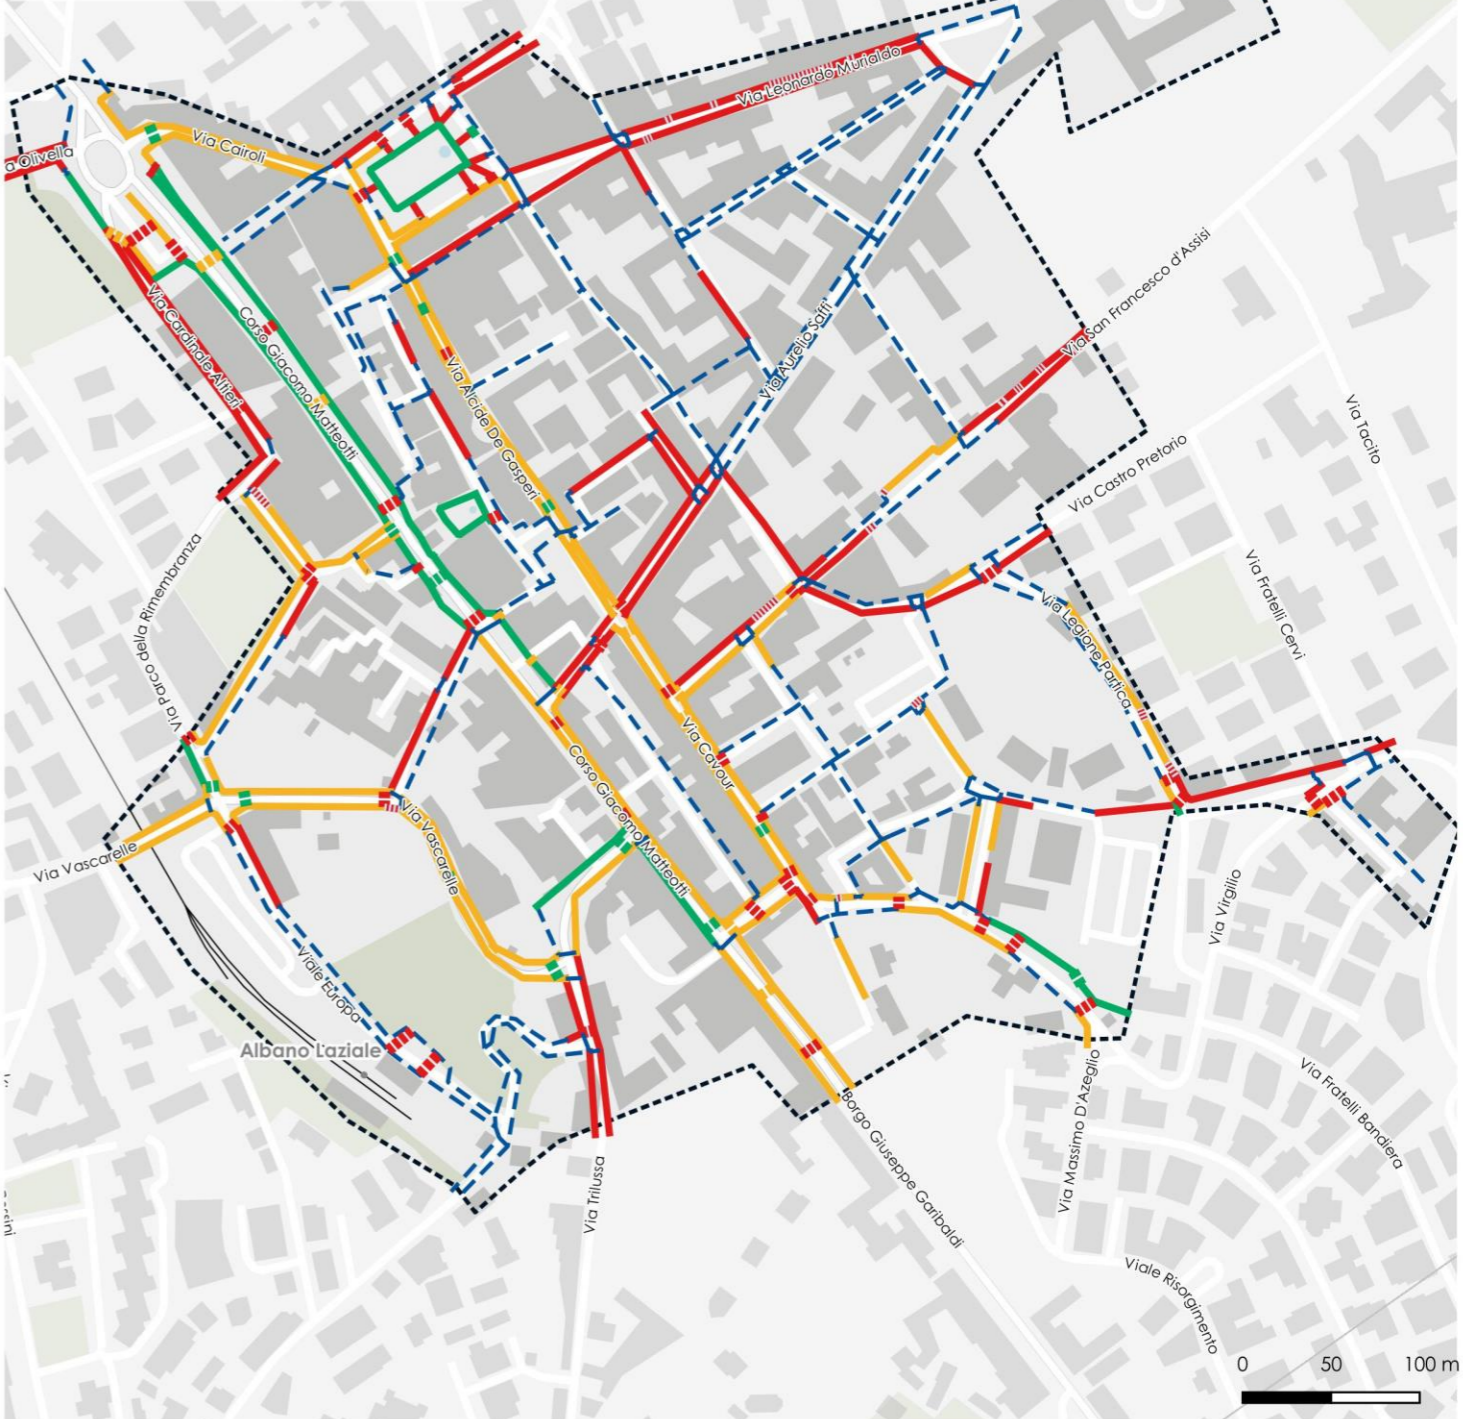 Via Leonardo Murialdo
Via Cairoli
a Olivella
Via San Francesco d'Assisi
Via Cardinale Altieri
Corso Giacomo Matteotti
Via Aurelio Saffi
Via Alcide De Gasperi
Via Tacito
Via Castro Pretorio
Via Parco della Rimembranza
Via Fratelli Cervi
Via Legione Partica
Via Cavour
Corso Giacomo Matteotti
Via Vascarelle
Via Vascarelle
Via Virgilio
Viale Europa
Albano Laziale
Via Massimo D'Azeglio
Via Fratelli Bandiera
Borgo Giuseppe Garibaldi
Via Trilussa
Viale Risorgimento
0 50 100 m